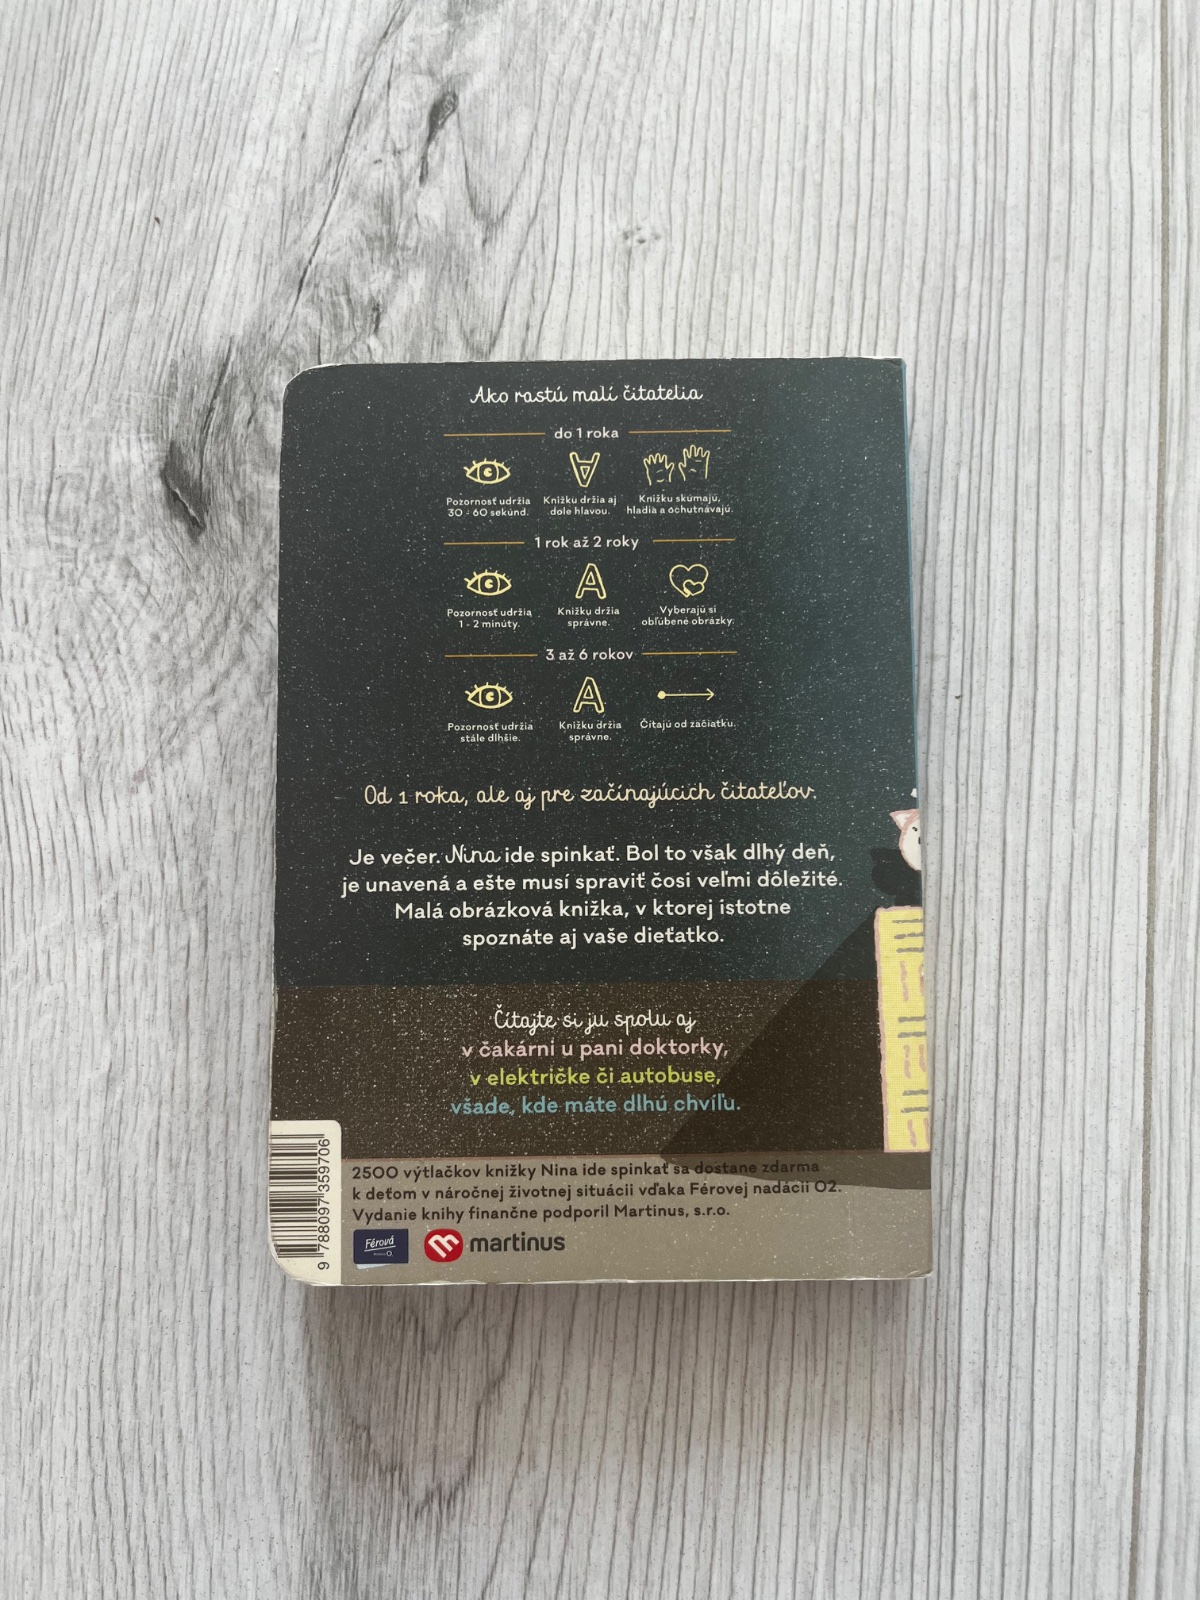 Ako rastú malí čitatelia
do 1 roka
Pozornosť udržia
30 - 60 sekúnd.
Knižku držia aj
dole hlavou.
Knižku skúmajú,
hladia a ochutnávajú.
1 rok až 2 roky
Pozornosť udržia
1 - 2 minúty.
Knižku držia
správne.
Vyberajú si
obľúbené obrázky.
3 až 6 rokov
Pozornosť udržia
stále dlhšie.
Knižku držia
správne.
Čítajú od začiatku.
Od 1 roka, ale aj pre začínajúcich čitateľov.
Je večer. Nina ide spinkať. Bol to však dlhý deň,
je unavená a ešte musí spraviť čosi veľmi dôležité.
Malá obrázková knižka, v ktorej istotne
spoznáte aj vaše dieťatko.
Čítajte si ju spolu aj
v čakárni u pani doktorky,
v električke či autobuse,
všade, kde máte dlhú chvíľu.
2500 výtlačkov knižky Nina ide spinkať sa dostane zdarma
k deťom v náročnej životnej situácii vďaka Férovej nadácii O2.
Vydanie knihy finančne podporil Martinus, s.r.o.
Férová
martinus
9 788097 359706